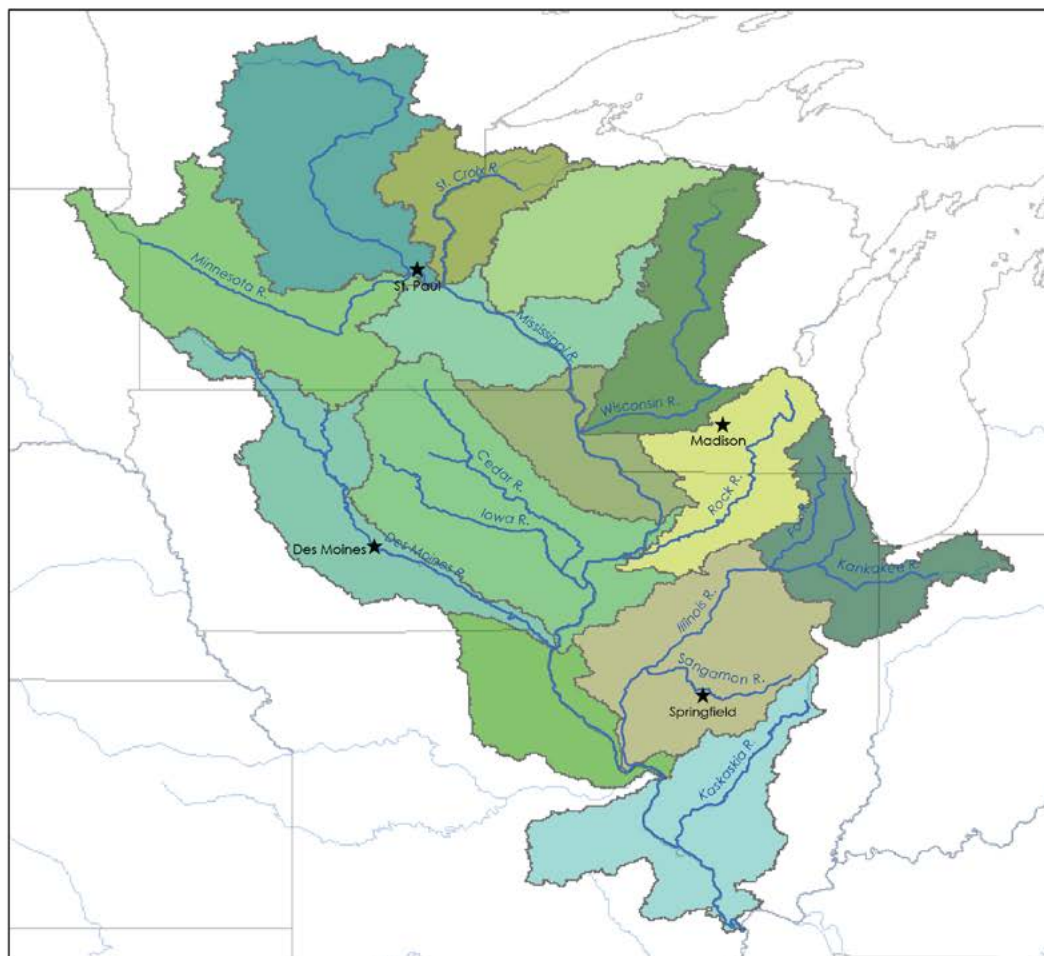 St. Croix R.
Minnesota R.
St. Paul
Mississippi R.
Wisconsin R.
Madison
Cedar R.
Rock R.
Iowa R.
Des Moines
Des Moines R.
Kankakee R.
Illinois R.
Sangamon R.
Springfield
Kaskaskia R.